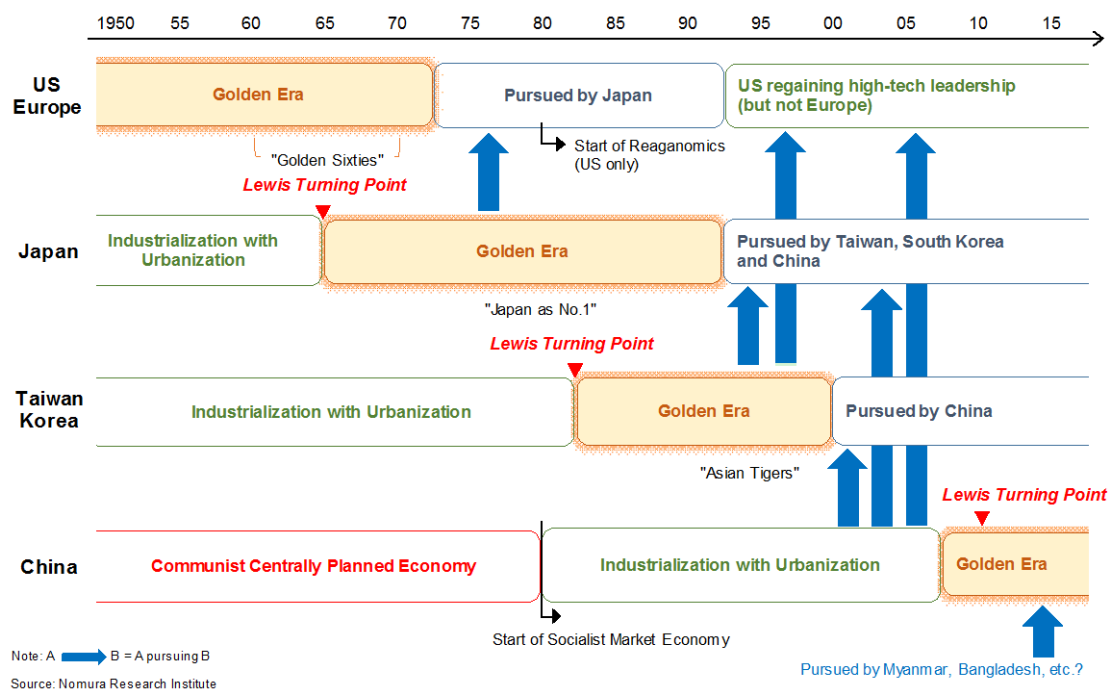 1950 55 65 70 75 80 85 90 95 00 05 10 15
US
Europe
Golden Era
Pursued by Japan
US regaining high-tech leadership
(but not Europe)
"Golden Sixties"
Start of Reaganomics
(US only)
Lewis Turning Point
Japan
Industrialization with
Urbanization
Golden Era
Pursued by Taiwan, South Korea
and China
"Japan as No.1"
Lewis Turning Point
Taiwan
Korea
Industrialization with Urbanization
Golden Era
Pursued by China
"Asian Tigers"
Lewis Turning Point
China
Communist Centrally Planned Economy
Industrialization with Urbanization
Golden Era
Start of Socialist Market Economy
Note: A B = A pursuing B
Pursued by Myanmar, Bangladesh, etc.?
Source: Nomura Research Institute